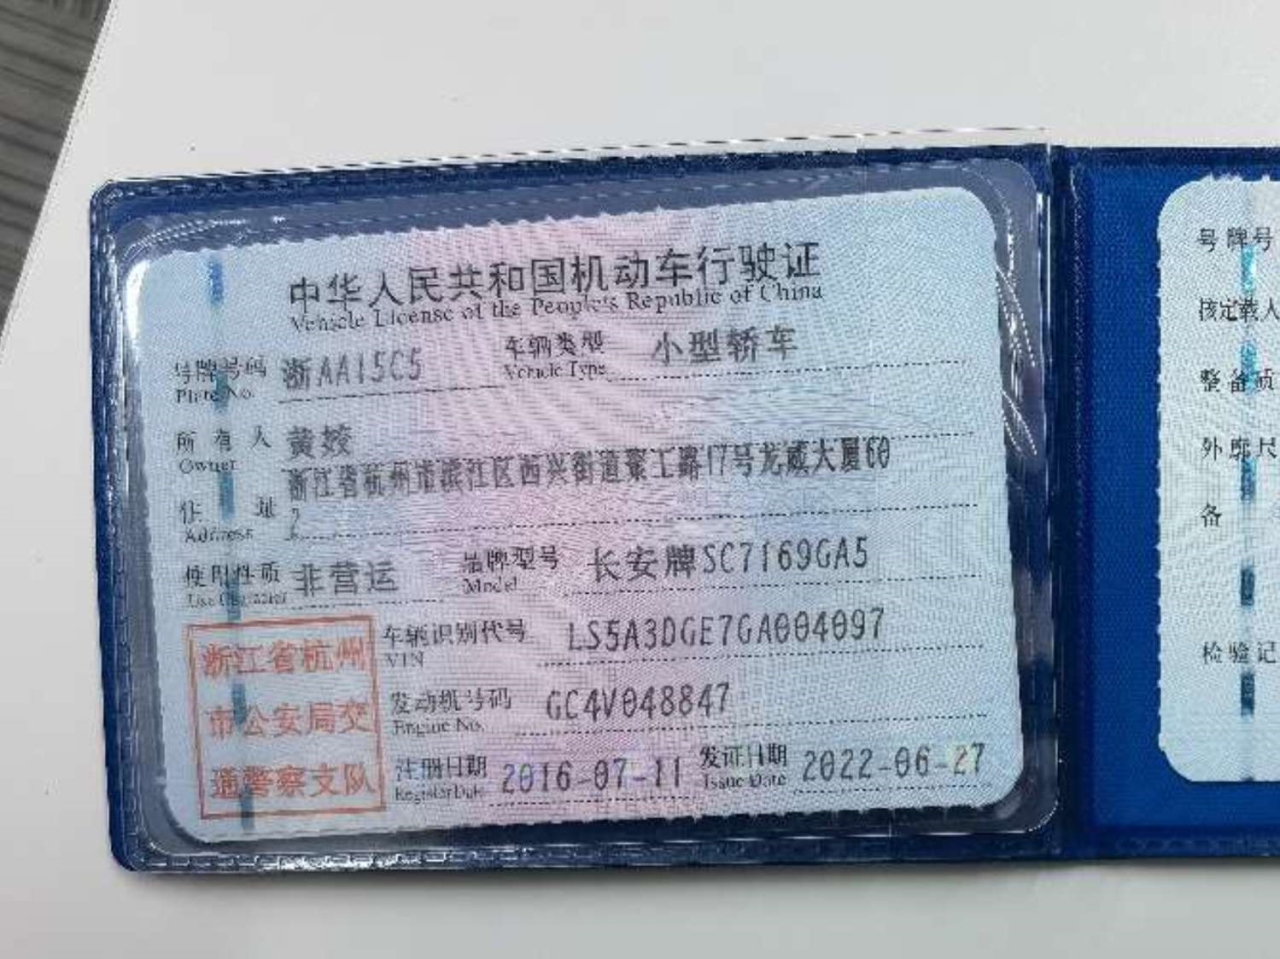 中华人民共和国机动车行驶证
Vehicle License of the People's Republic of China
号牌号码 浙AA15C5 车辆类型 小型轿车
Plate No. Vehicle Type
所有人 黄姣
Owner
住址 浙江省杭州市滨江区西兴街道聚工路17号龙威大厦60
Address 2
使用性质 非营运 品牌型号 长安牌SC7169GA5
Use Character Model
车辆识别代号 LS5A3DGE7GA004097
VIN
发动机号码 GC4V048847
Engine No.
注册日期 2016-07-11 发证日期 2022-06-27
Register Date Issue Date
浙江省杭州
市公安局交
通警察支队
号牌号
核定载人
整备质
外廓尺
备
检验记